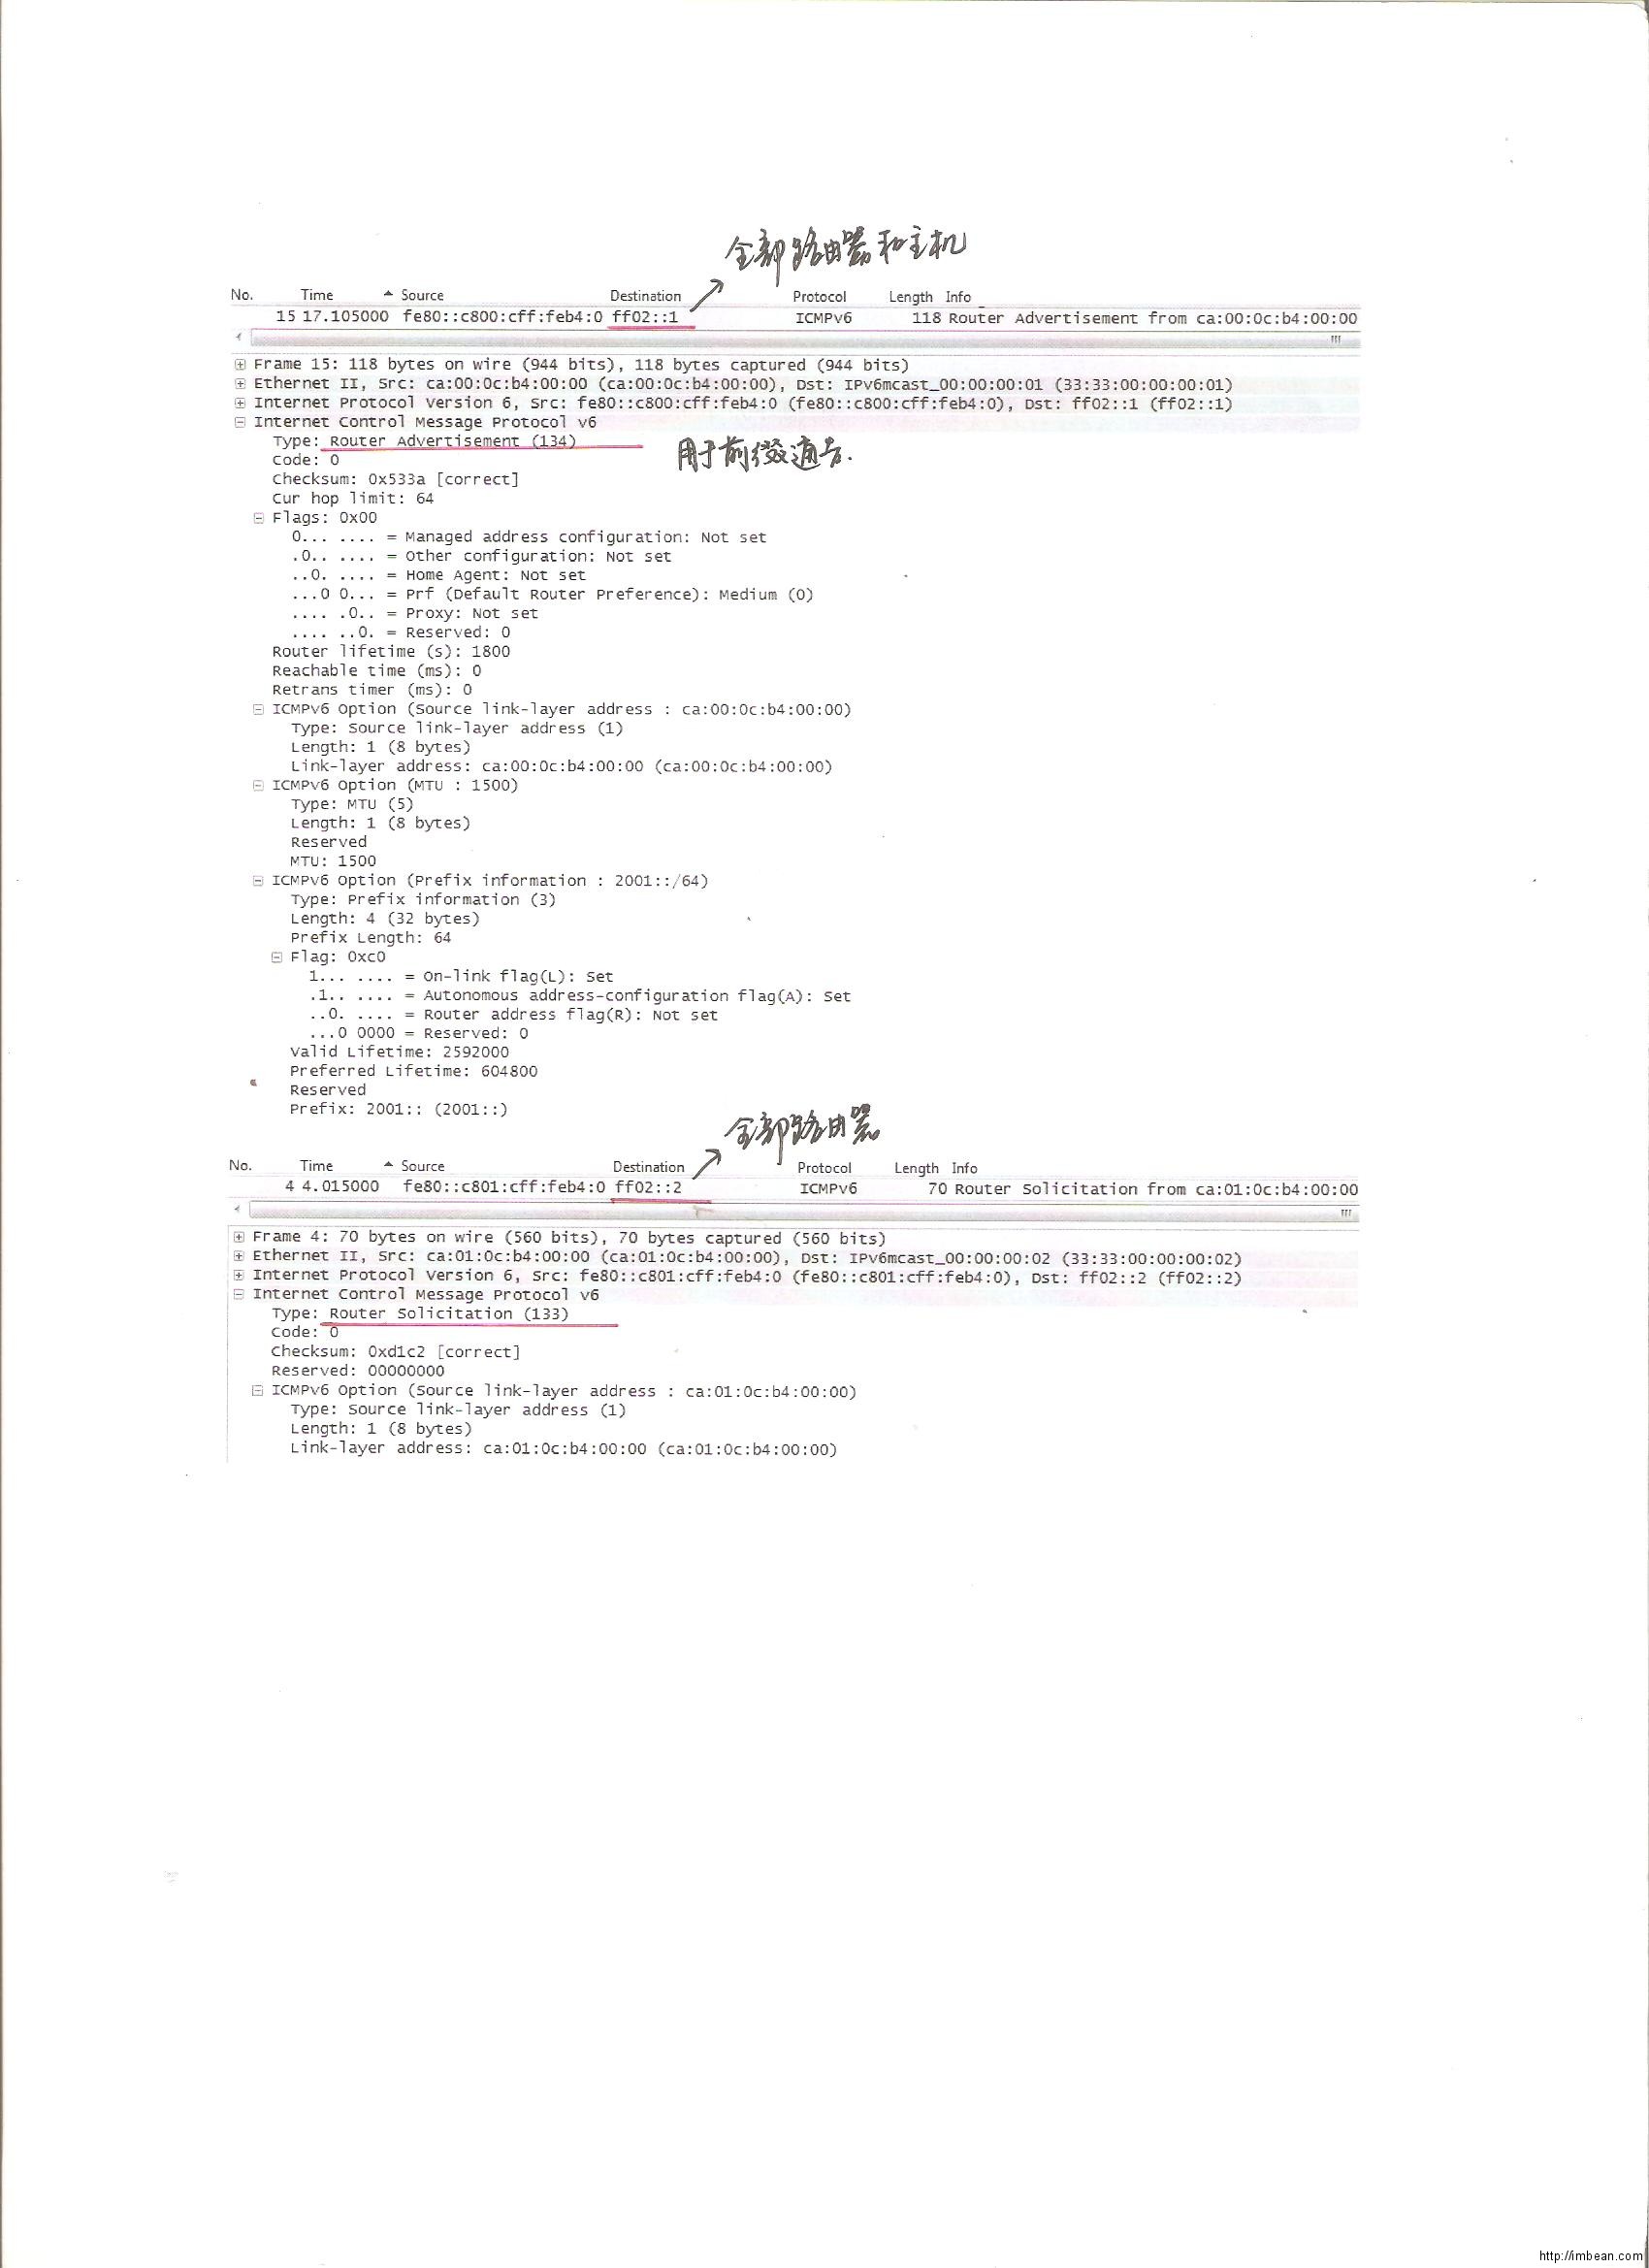 全部路由器和主机
No. Time Source Destination Protocol Length Info
15 17.105000 fe80::c800:cff:feb4:0 ff02::1 ICMPv6 118 Router Advertisement from ca:00:0c:b4:00:00
Frame 15: 118 bytes on wire (944 bits), 118 bytes captured (944 bits)
Ethernet II, Src: ca:00:0c:b4:00:00 (ca:00:0c:b4:00:00), Dst: IPv6mcast_00:00:00:01 (33:33:00:00:00:01)
Internet Protocol Version 6, Src: fe80::c800:cff:feb4:0 (fe80::c800:cff:feb4:0), Dst: ff02::1 (ff02::1)
Internet Control Message Protocol v6
Type: Router Advertisement (134)
用于前缀通告.
Code: 0
Checksum: 0x533a [correct]
Cur hop limit: 64
Flags: 0x00
0... .... = Managed address configuration: Not set
.0.. .... = Other configuration: Not set
..0. .... = Home Agent: Not set
...0 0... = Prf (Default Router Preference): Medium (0)
.... .0.. = Proxy: Not set
.... ..0. = Reserved: 0
Router lifetime (s): 1800
Reachable time (ms): 0
Retrans timer (ms): 0
ICMPv6 Option (Source link-layer address : ca:00:0c:b4:00:00)
Type: Source link-layer address (1)
Length: 1 (8 bytes)
Link-layer address: ca:00:0c:b4:00:00 (ca:00:0c:b4:00:00)
ICMPv6 Option (MTU : 1500)
Type: MTU (5)
Length: 1 (8 bytes)
Reserved
MTU: 1500
ICMPv6 Option (Prefix information : 2001::/64)
Type: Prefix information (3)
Length: 4 (32 bytes)
Prefix Length: 64
Flag: 0xc0
1... .... = On-link flag(L): Set
.1.. .... = Autonomous address-configuration flag(A): Set
..0. .... = Router address flag(R): Not set
...0 0000 = Reserved: 0
Valid Lifetime: 2592000
Preferred Lifetime: 604800
Reserved
Prefix: 2001:: (2001::)
全部路由器
No. Time Source Destination Protocol Length Info
4 4.015000 fe80::c801:cff:feb4:0 ff02::2 ICMPv6 70 Router Solicitation from ca:01:0c:b4:00:00
Frame 4: 70 bytes on wire (560 bits), 70 bytes captured (560 bits)
Ethernet II, Src: ca:01:0c:b4:00:00 (ca:01:0c:b4:00:00), Dst: IPv6mcast_00:00:00:02 (33:33:00:00:00:02)
Internet Protocol Version 6, Src: fe80::c801:cff:feb4:0 (fe80::c801:cff:feb4:0), Dst: ff02::2 (ff02::2)
Internet Control Message Protocol v6
Type: Router Solicitation (133)
Code: 0
Checksum: 0xd1c2 [correct]
Reserved: 00000000
ICMPv6 Option (Source link-layer address : ca:01:0c:b4:00:00)
Type: Source link-layer address (1)
Length: 1 (8 bytes)
Link-layer address: ca:01:0c:b4:00:00 (ca:01:0c:b4:00:00)
http://imbean.com